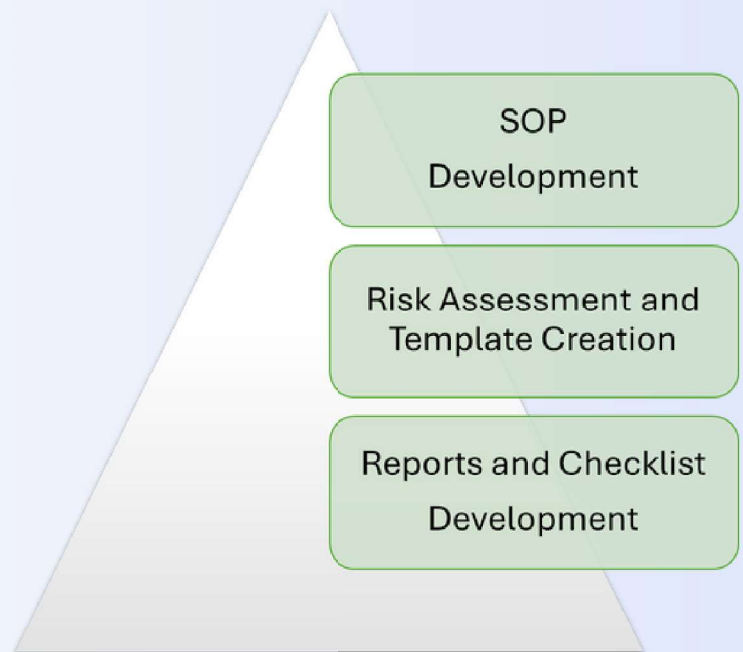 SOP
Development
Risk Assessment and
Template Creation
Reports and Checklist
Development